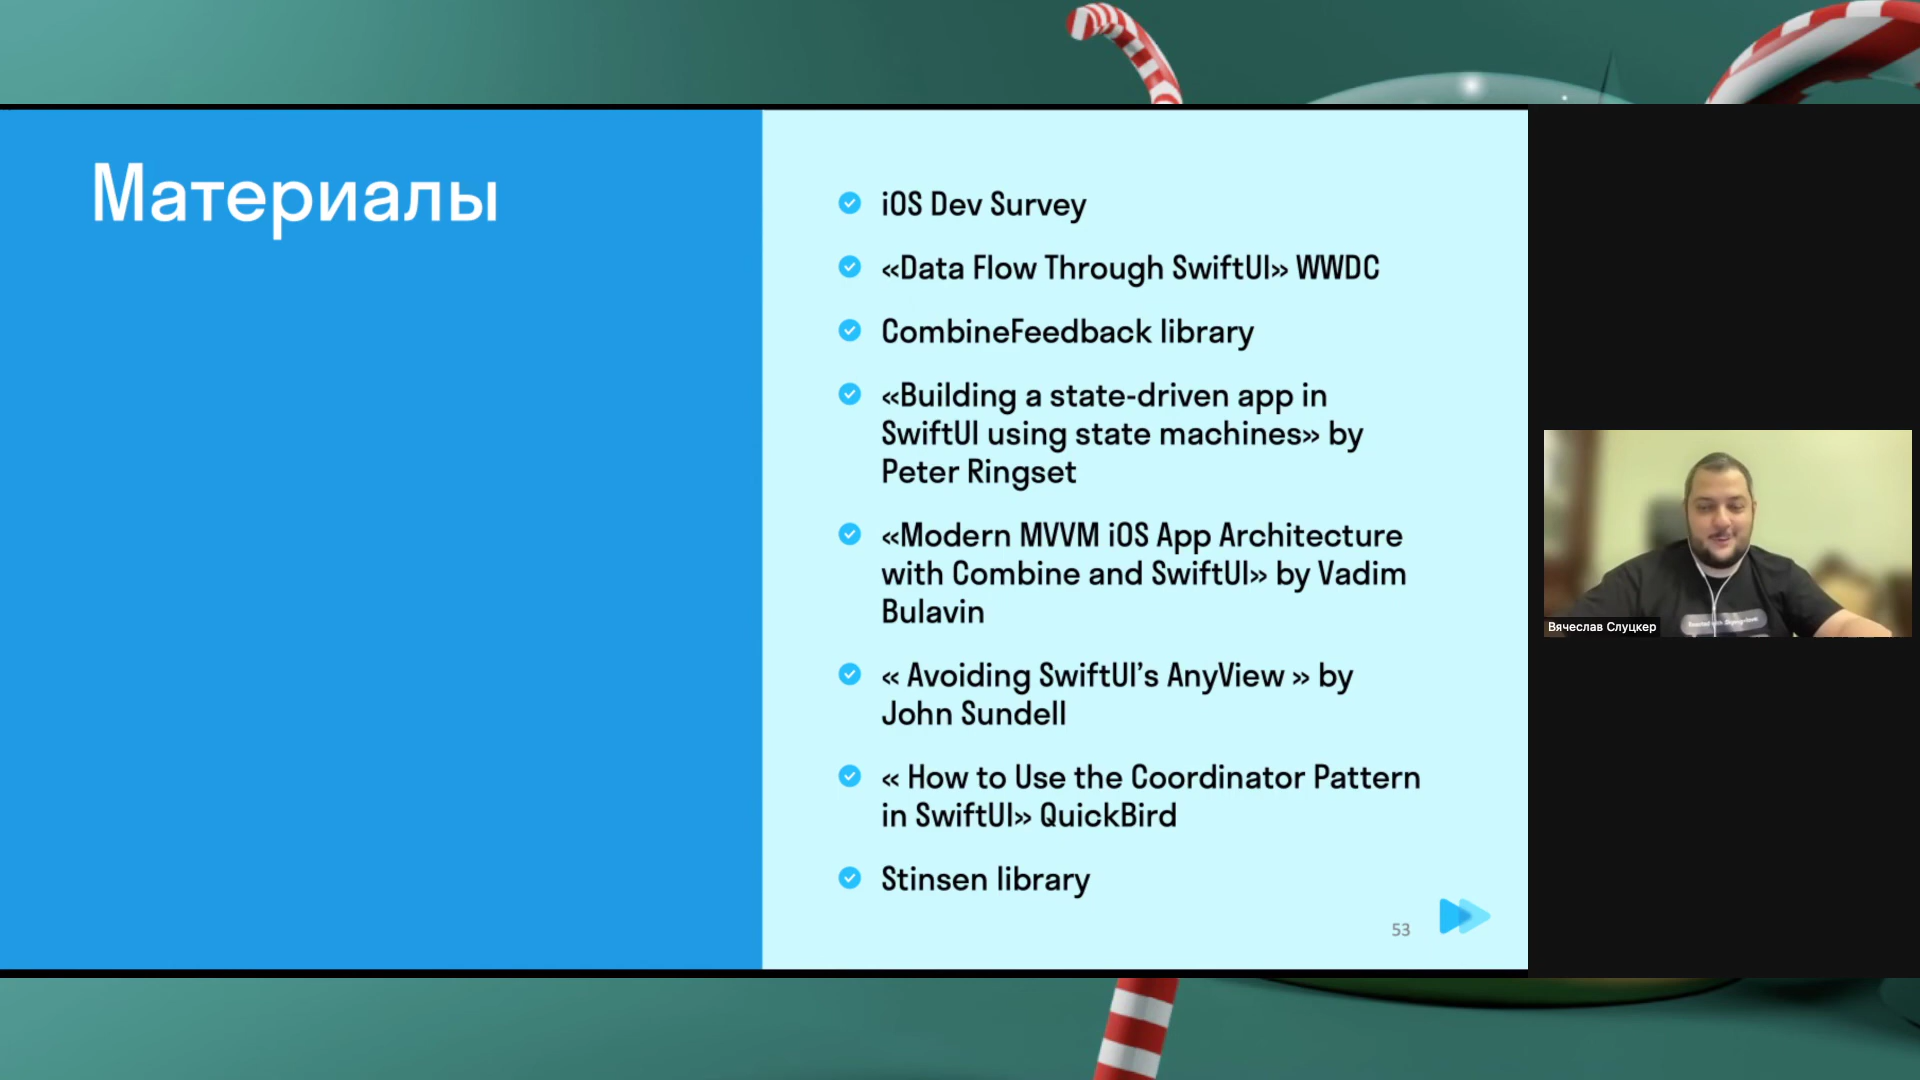 Материалы
iOS Dev Survey
«Data Flow Through SwiftUI» WWDC
CombineFeedback library
«Building a state-driven app in
SwiftUI using state machines» by
Peter Ringset
«Modern MVVM iOS App Architecture
with Combine and SwiftUI» by Vadim
Bulavin
« Avoiding SwiftUI’s AnyView » by
John Sundell
« How to Use the Coordinator Pattern
in SwiftUI» QuickBird
Stinsen library
53
Вячеслав Слуцкер